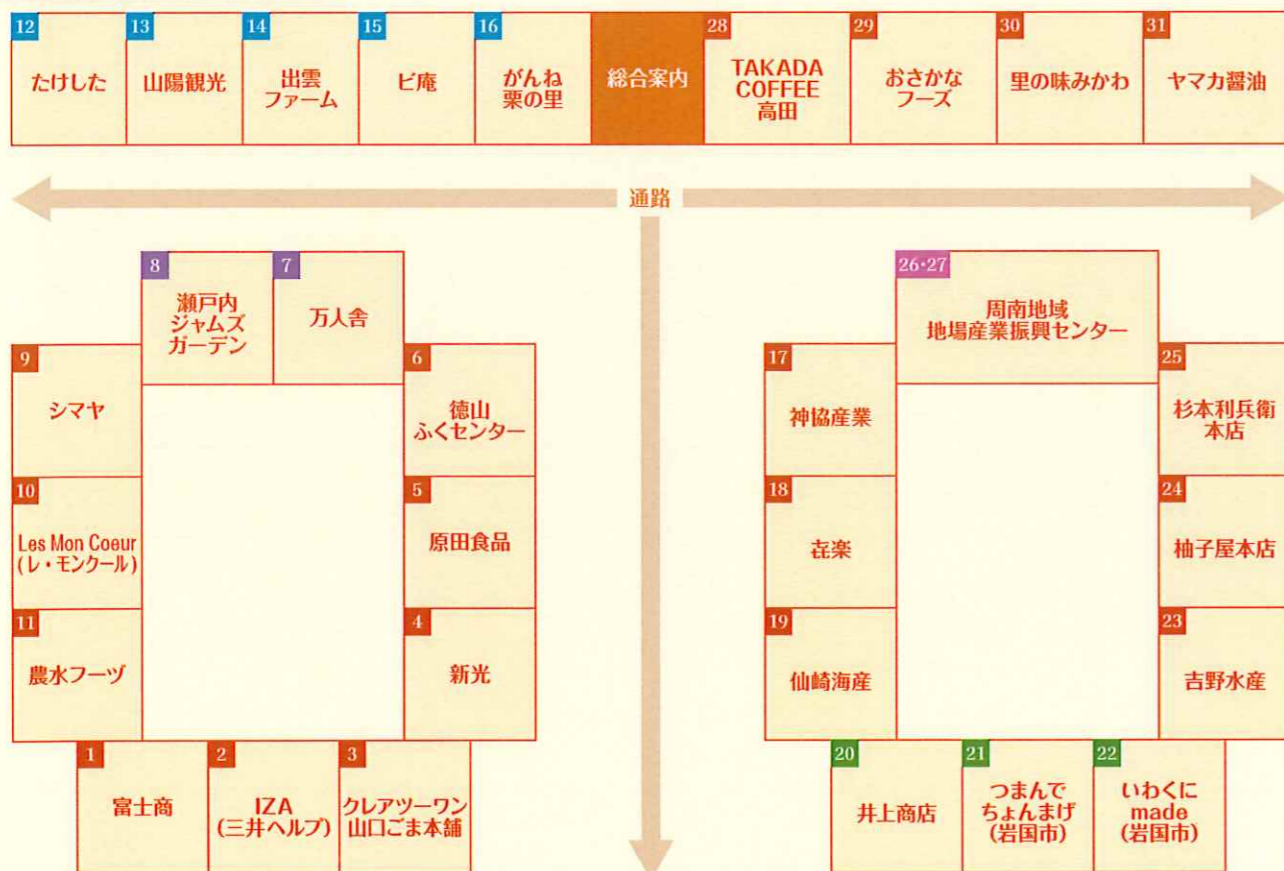 12
たけした
13
山陽観光
14
出雲
ファーム
15
ビ庵
16
がんね
栗の里
総合案内
28
TAKADA
COFFEE
高田
29
おさかな
フーズ
30
里の味みかわ
31
ヤマカ醤油
通路
8
瀬戸内
ジャムズ
ガーデン
7
万人舎
9
シマヤ
6
徳山
ふくセンター
10
Les Mon Coeur
(レ・モンクール)
5
原田食品
11
農水フーヅ
4
新光
1
富士商
2
IZA
(三井ヘルプ)
3
クレアツーワン
山口ごま本舗
26・27
周南地域
地場産業振興センター
17
神協産業
25
杉本利兵衛
本店
18
㐂楽
24
柚子屋本店
19
仙崎海産
23
吉野水産
20
井上商店
21
つまんで
ちょんまげ
(岩国市)
22
いわくに
made
(岩国市)